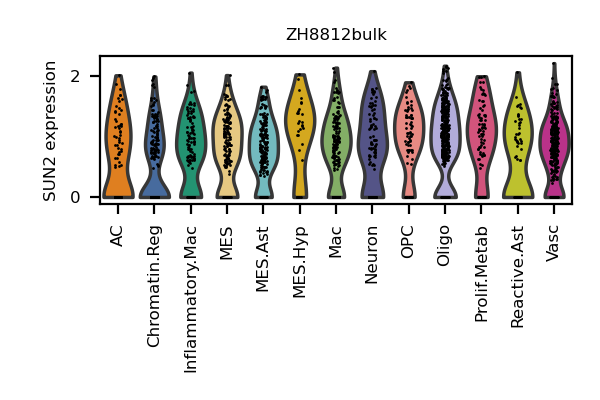 ZH8812bulk
SUN2 expression
2
0
AC
Chromatin.Reg
Inflammatory.Mac
MES
MES.Ast
MES.Hyp
Mac
Neuron
OPC
Oligo
Prolif.Metab
Reactive.Ast
Vasc